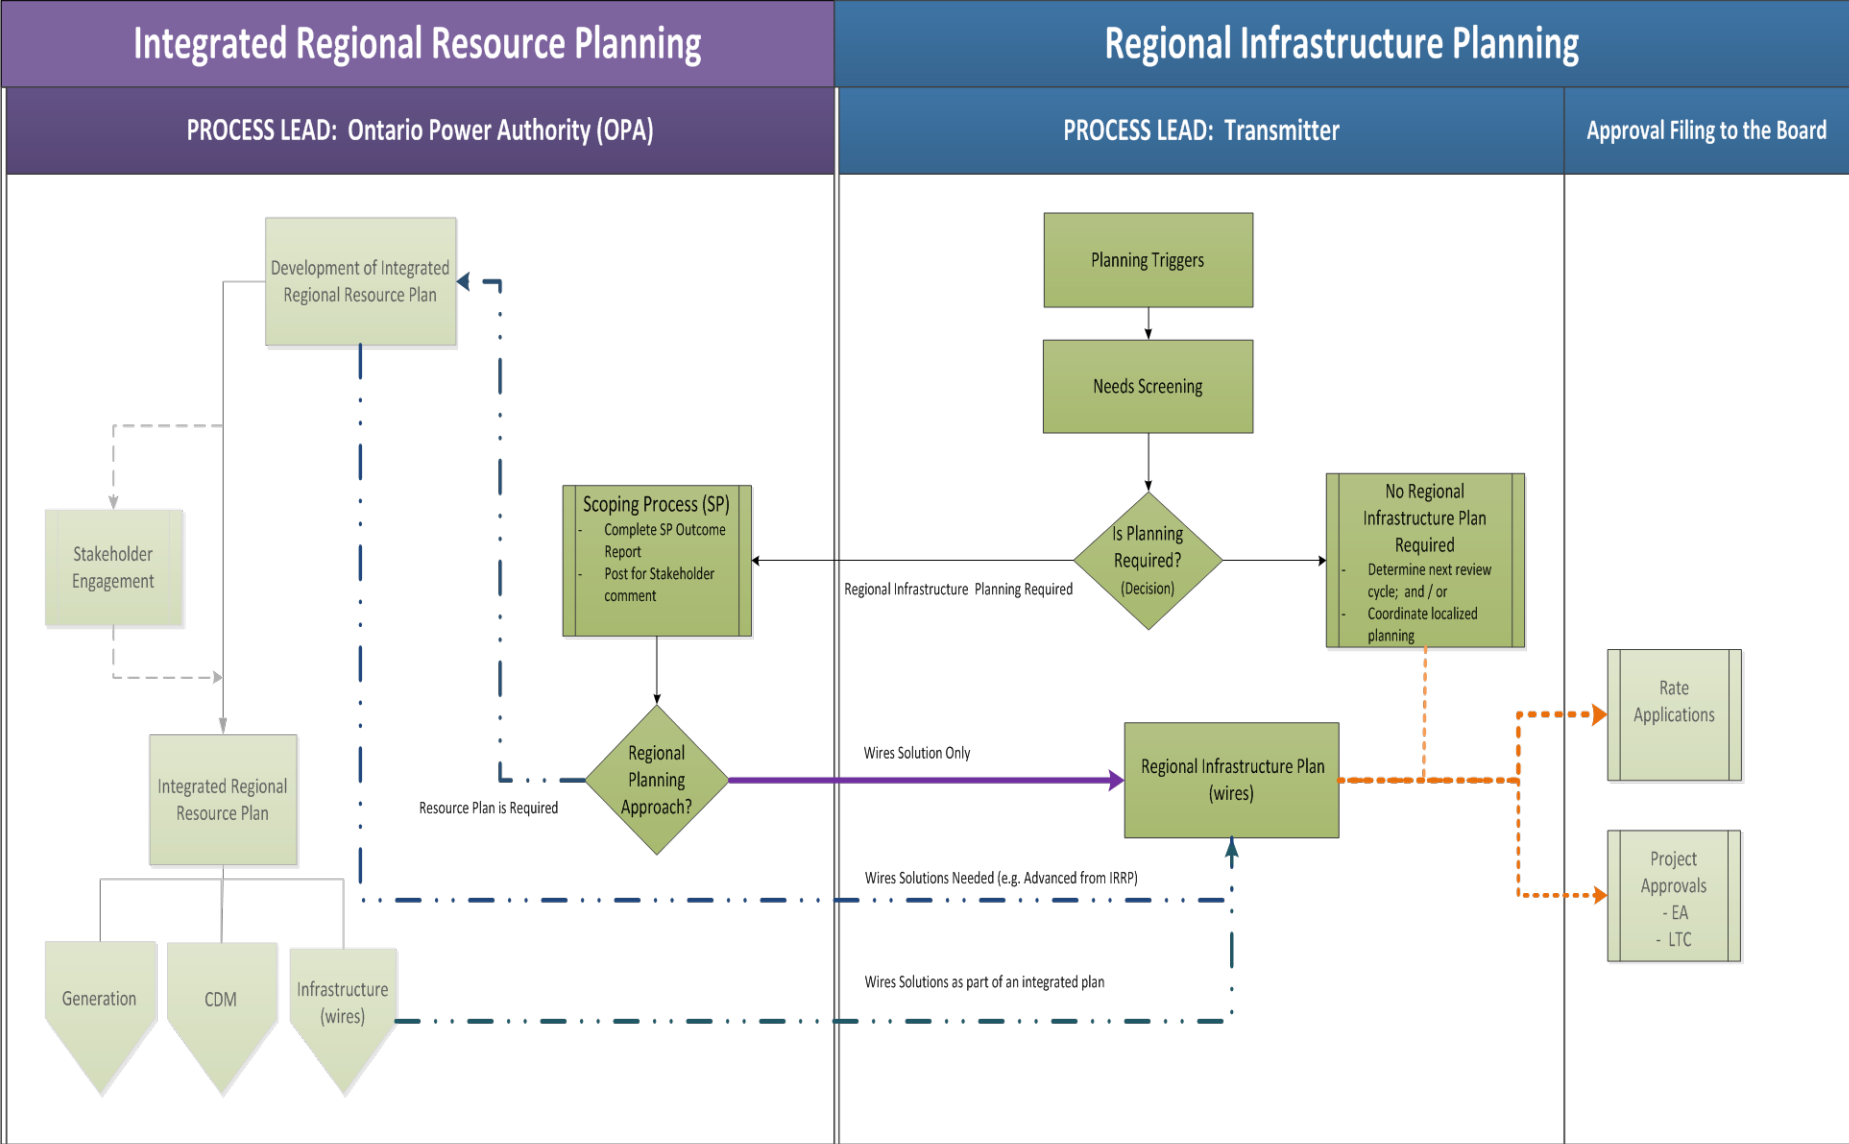 Integrated Regional Resource Planning
Regional Infrastructure Planning
PROCESS LEAD: Ontario Power Authority (OPA)
PROCESS LEAD: Transmitter
Approval Filing to the Board
Development of Integrated
Regional Resource Plan
Stakeholder
Engagement
Integrated Regional
Resource Plan
Generation
CDM
Infrastructure
(wires)
Scoping Process (SP)
- Complete SP Outcome
Report
- Post for Stakeholder
comment
Regional
Planning
Approach?
Resource Plan is Required
Planning Triggers
Needs Screening
Is Planning
Required?
(Decision)
Regional Infrastructure Planning Required
No Regional
Infrastructure Plan
Required
- Determine next review
cycle; and / or
- Coordinate localized
planning
Wires Solution Only
Regional Infrastructure Plan
(wires)
Wires Solutions Needed (e.g. Advanced from IRRP)
Wires Solutions as part of an integrated plan
Rate
Applications
Project
Approvals
- EA
- LTC